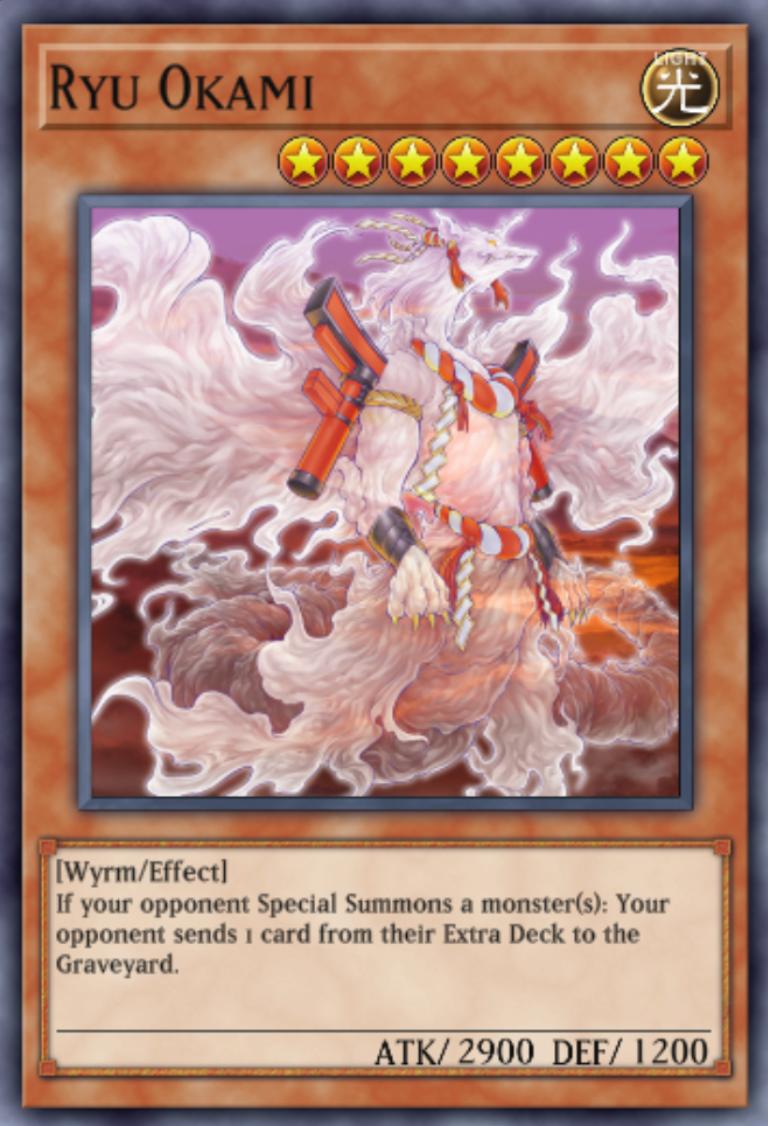 Ryu Okami
LIGHT
光
[Wyrm/Effect]
If your opponent Special Summons a monster(s): Your
opponent sends 1 card from their Extra Deck to the
Graveyard.
ATK/ 2900 DEF/ 1200